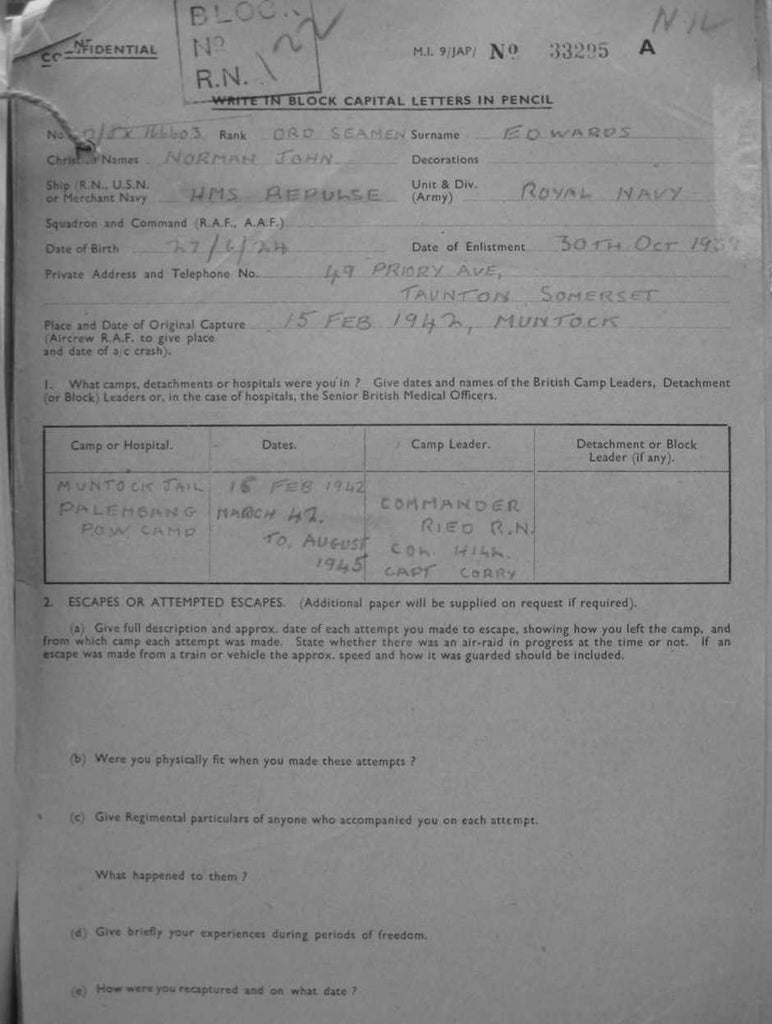 BLOC..
CONFIDENTIAL
No
R.N.
22
M.I. 9/JAP/ No 33295 A
NIL
WRITE IN BLOCK CAPITAL LETTERS IN PENCIL
No. D/SX 166603 Rank ORD SEAMEN Surname EDWARDS
Christian Names NORMAN JOHN Decorations
Ship (R.N., U.S.N. or Merchant Navy HMS REPULSE Unit & Div. (Army) ROYAL NAVY
Squadron and Command (R.A.F., A.A.F.)
Date of Birth 27/6/24 Date of Enlistment 30TH OCT 1939
Private Address and Telephone No. 49 PRIORY AVE,
TAUNTON SOMERSET
Place and Date of Original Capture 15 FEB 1942, MUNTOCK
(Aircrew R.A.F. to give place
and date of a/c crash).
1. What camps, detachments or hospitals were you in ? Give dates and names of the British Camp Leaders, Detachment
(or Block) Leaders or, in the case of hospitals, the Senior British Medical Officers.
Camp or Hospital. Dates. Camp Leader. Detachment or Block Leader (if any).
MUNTOCK JAIL 15 FEB 1942
PALEMBANG MARCH 42. COMMANDER
POW CAMP TO, AUGUST RIED R.N.
1945 COM. HILL.
CAPT CORRY
2. ESCAPES OR ATTEMPTED ESCAPES. (Additional paper will be supplied on request if required).
(a) Give full description and approx. date of each attempt you made to escape, showing how you left the camp, and
from which camp each attempt was made. State whether there was an air-raid in progress at the time or not. If an
escape was made from a train or vehicle the approx. speed and how it was guarded should be included.
(b) Were you physically fit when you made these attempts ?
(c) Give Regimental particulars of anyone who accompanied you on each attempt.
What happened to them ?
(d) Give briefly your experiences during periods of freedom.
(e) How were you recaptured and on what date ?